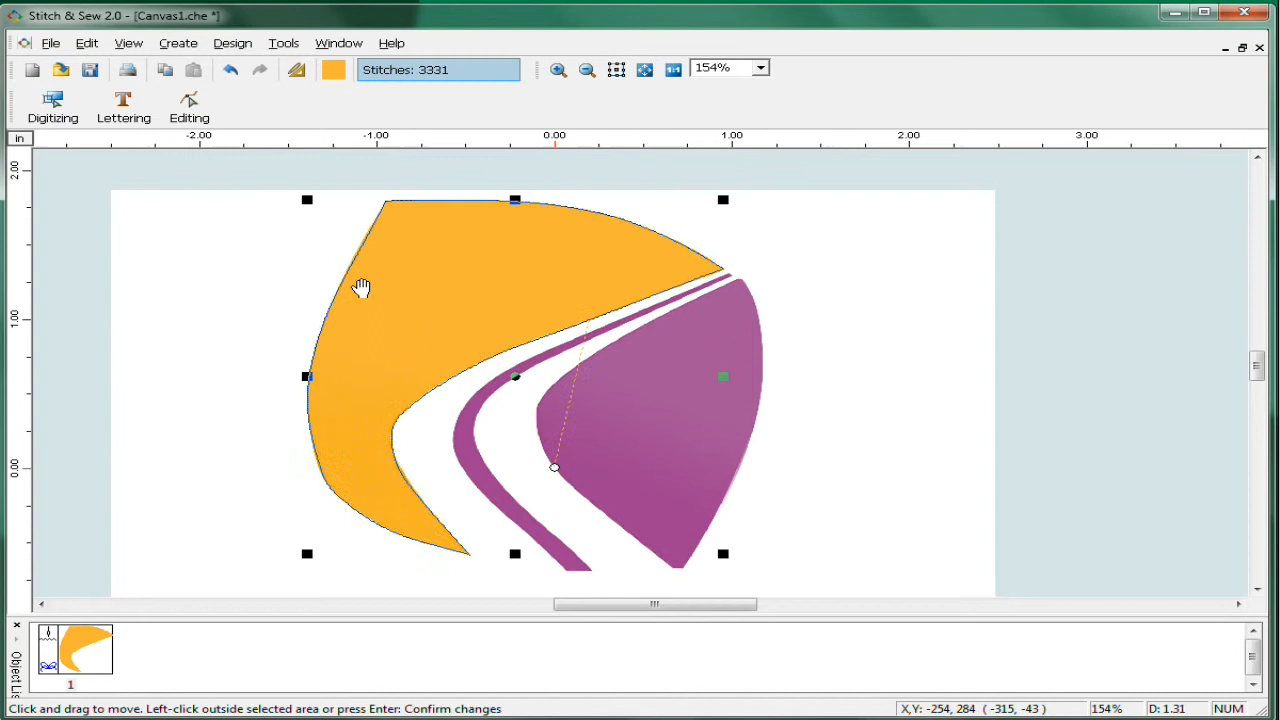 Stitch & Sew 2.0 - [Canvas1.che *]
File Edit View Create Design Tools Window Help
Stitches: 3331 154% 1:1
Digitizing Lettering Editing
in -2.00 -1.00 0.00 1.00 2.00 3.00
2.00
1.00
0.00
Object Lis
1
Click and drag to move. Left-click outside selected area or press Enter: Confirm changes X,Y: -254, 284 ( -315, -43 ) 154% D: 1.31 NUM